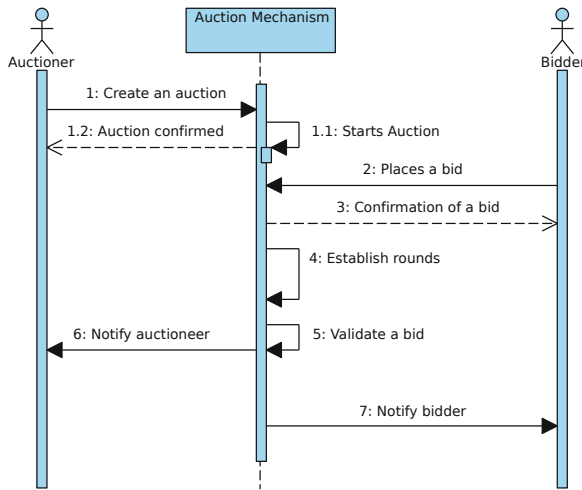 Auction Mechanism
Auctioner
Bidder
1: Create an auction
1.2: Auction confirmed
1.1: Starts Auction
2: Places a bid
3: Confirmation of a bid
4: Establish rounds
6: Notify auctioneer
5: Validate a bid
7: Notify bidder